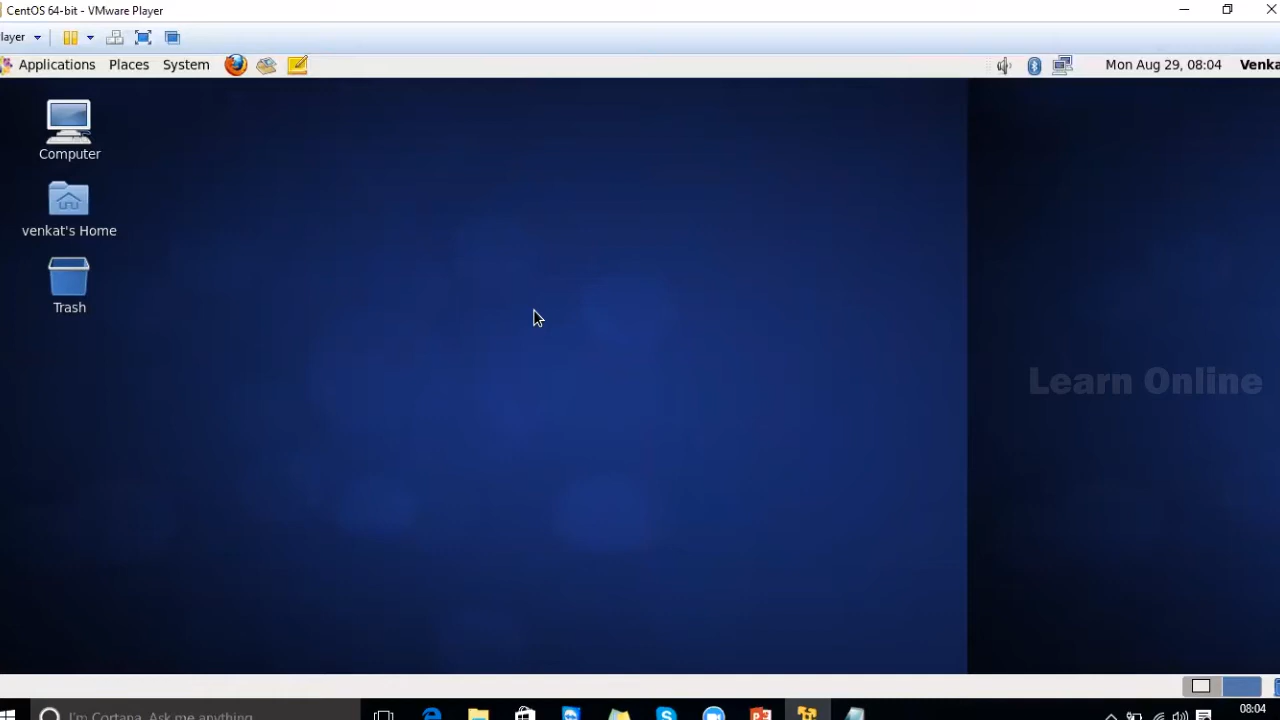 CentOS 64-bit - VMware Player
layer
Applications Places System
Mon Aug 29, 08:04 Venka
Computer
venkat's Home
Trash
Learn Online
I'm Cortana. Ask me anything.
08:04